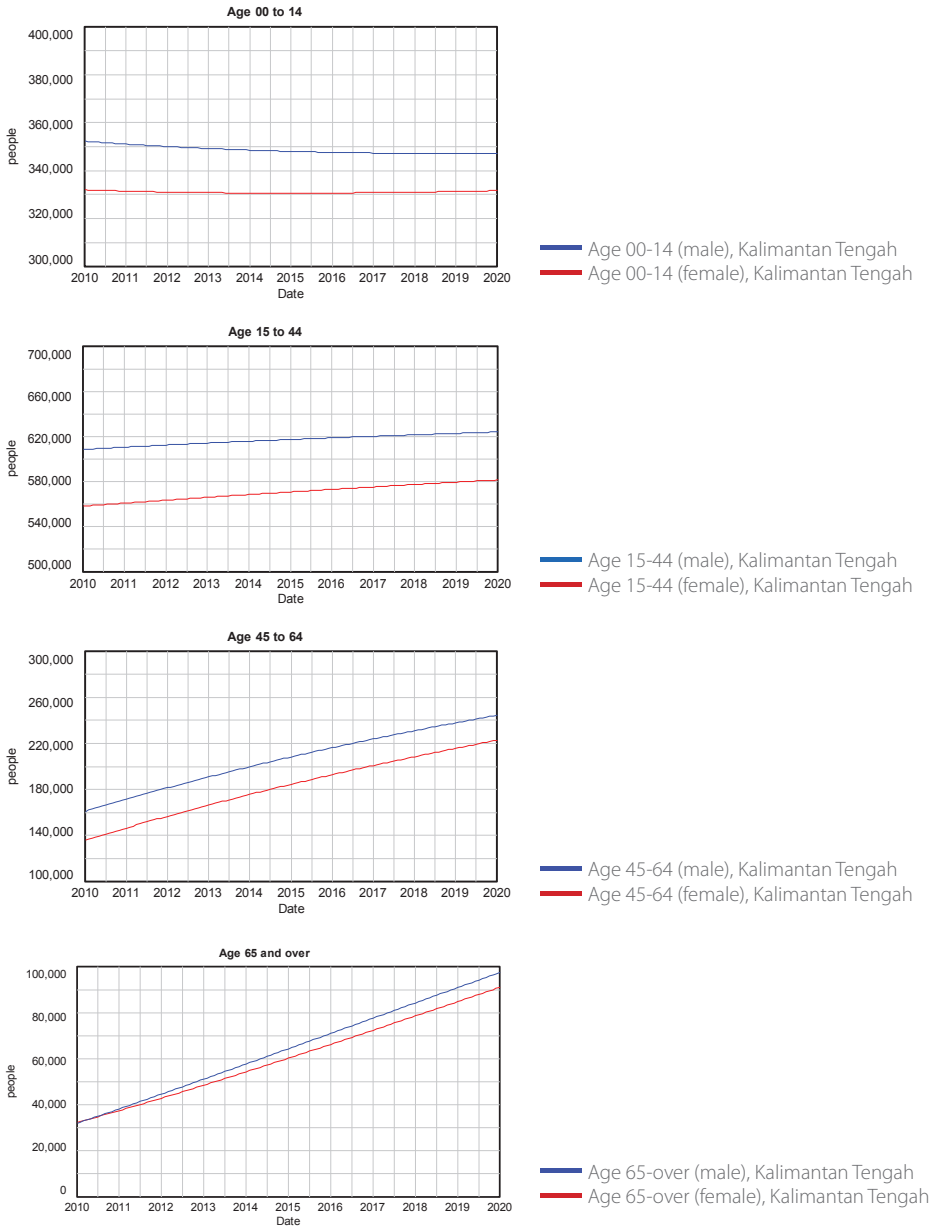 Age 00 to 14
400,000
380,000
360,000
340,000
320,000
300,000
people
2010 2011 2012 2013 2014 2015 2016 2017 2018 2019 2020
Date
Age 00-14 (male), Kalimantan Tengah
Age 00-14 (female), Kalimantan Tengah
Age 15 to 44
700,000
660,000
620,000
580,000
540,000
500,000
people
2010 2011 2012 2013 2014 2015 2016 2017 2018 2019 2020
Date
Age 15-44 (male), Kalimantan Tengah
Age 15-44 (female), Kalimantan Tengah
Age 45 to 64
300,000
260,000
220,000
180,000
140,000
100,000
people
2010 2011 2012 2013 2014 2015 2016 2017 2018 2019 2020
Date
Age 45-64 (male), Kalimantan Tengah
Age 45-64 (female), Kalimantan Tengah
Age 65 and over
100,000
80,000
60,000
40,000
20,000
0
people
2010 2011 2012 2013 2014 2015 2016 2017 2018 2019 2020
Date
Age 65-over (male), Kalimantan Tengah
Age 65-over (female), Kalimantan Tengah